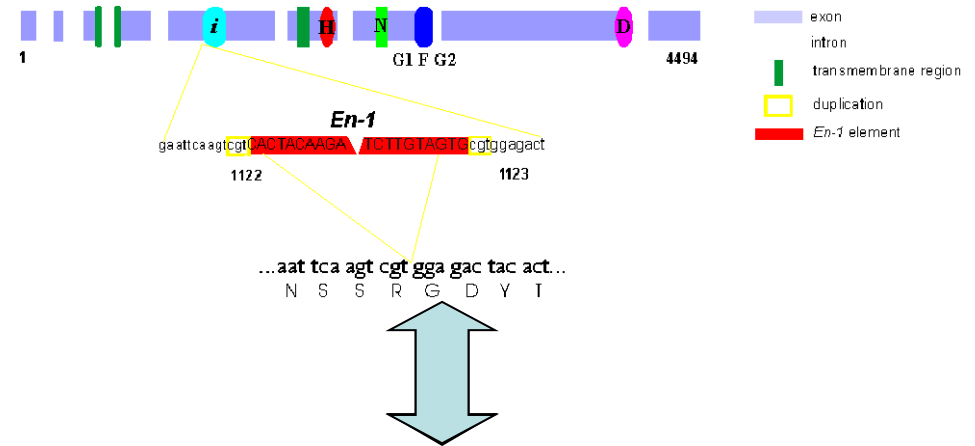 i H N D
1 G1 F G2 4494
exon
intron
transmembrane region
duplication
En-1 element
En-1
gaattcaagtcgtCACTACAAGA TCTTGTAGTGcgtggagact
1122 1123
...aat tca agt cgt gga gac tac act...
N S S R G D Y T